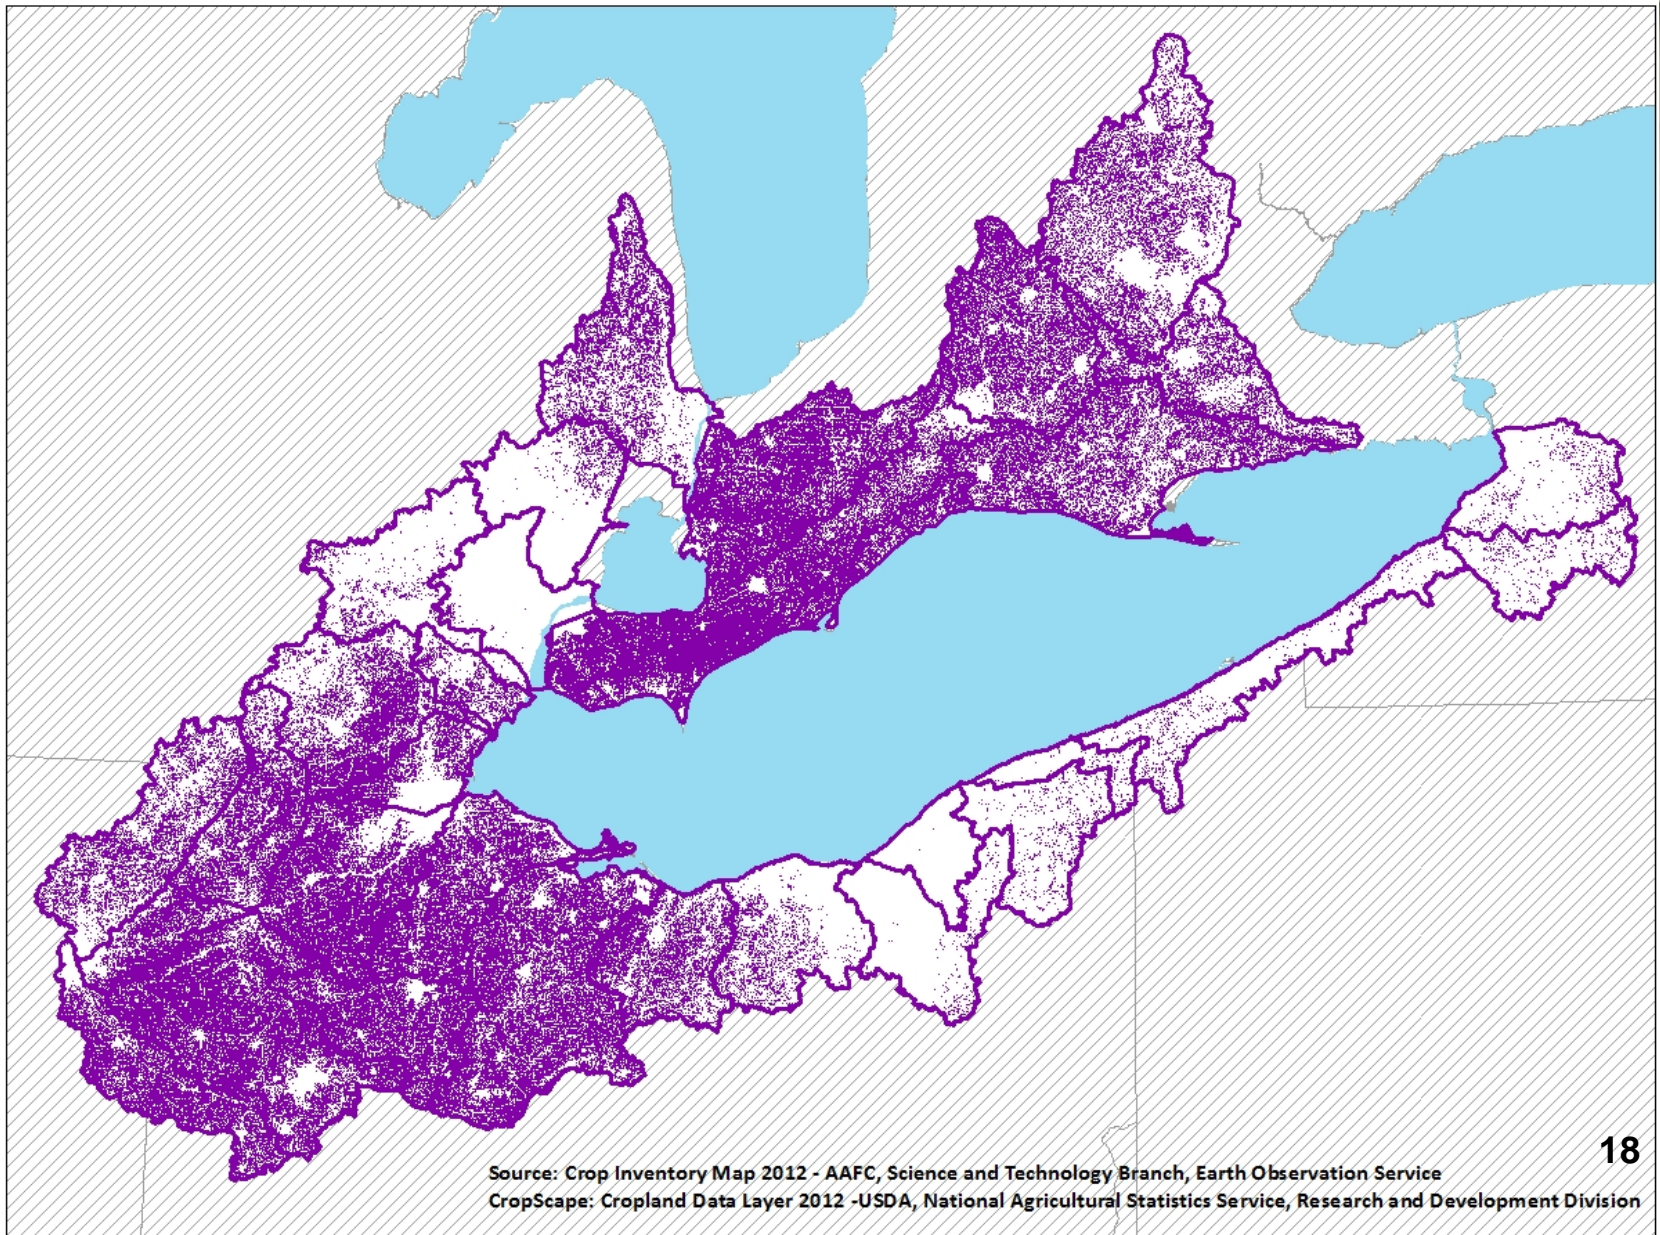 18
Source: Crop Inventory Map 2012 - AAFC, Science and Technology Branch, Earth Observation Service
CropScape: Cropland Data Layer 2012 -USDA, National Agricultural Statistics Service, Research and Development Division